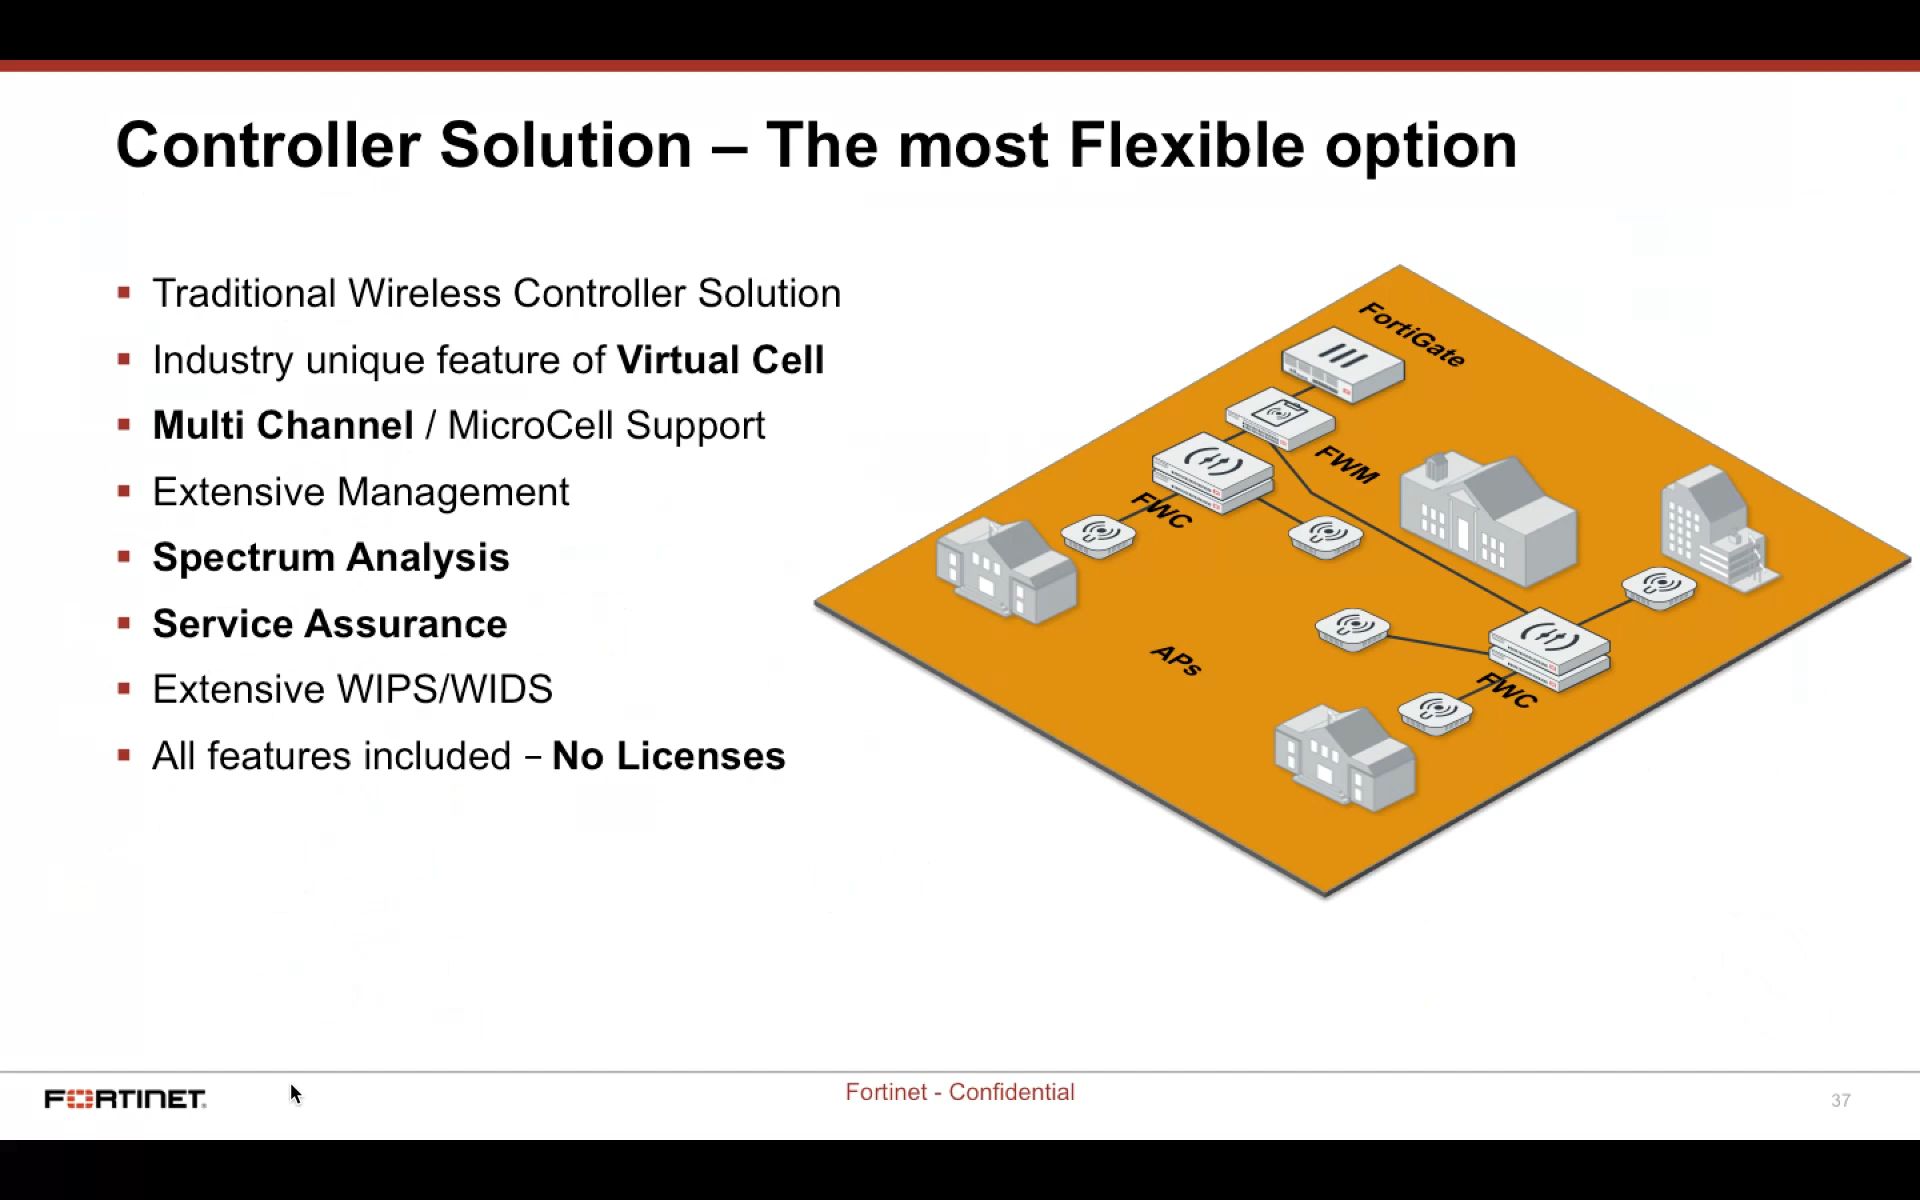 Controller Solution – The most Flexible option
Traditional Wireless Controller Solution
Industry unique feature of Virtual Cell
Multi Channel / MicroCell Support
Extensive Management
Spectrum Analysis
Service Assurance
Extensive WIPS/WIDS
All features included – No Licenses
FortiGate
FWM
FWC
APs
FWC
FORTINET
Fortinet - Confidential
37